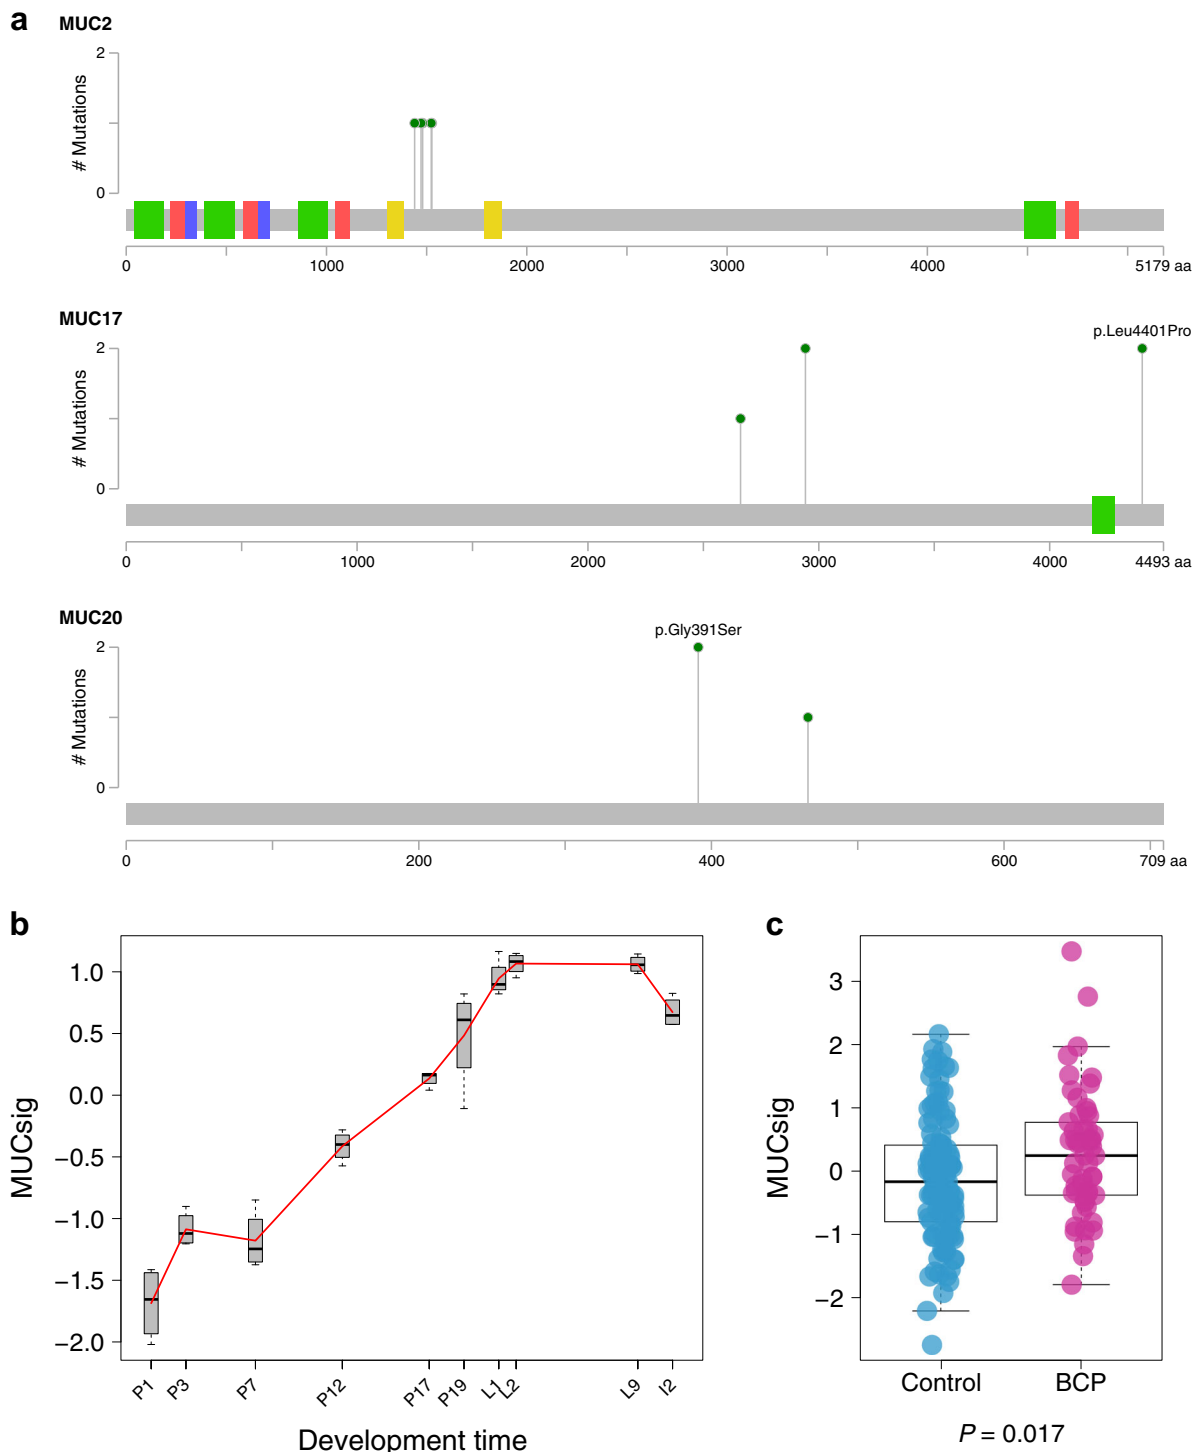 a
MUC2
2
0
# Mutations
0 1000 2000 3000 4000 5179 aa
MUC17
p.Leu4401Pro
2
0
# Mutations
0 1000 2000 3000 4000 4493 aa
MUC20
p.Gly391Ser
2
0
# Mutations
0 200 400 600 709 aa
b
1.0
0.5
0.0
−0.5
−1.0
−1.5
−2.0
MUCsig
P1 P3 P7 P12 P17 P19 L1 L2 L9 I2
Development time
c
3
2
1
0
−1
−2
MUCsig
Control BCP
P = 0.017